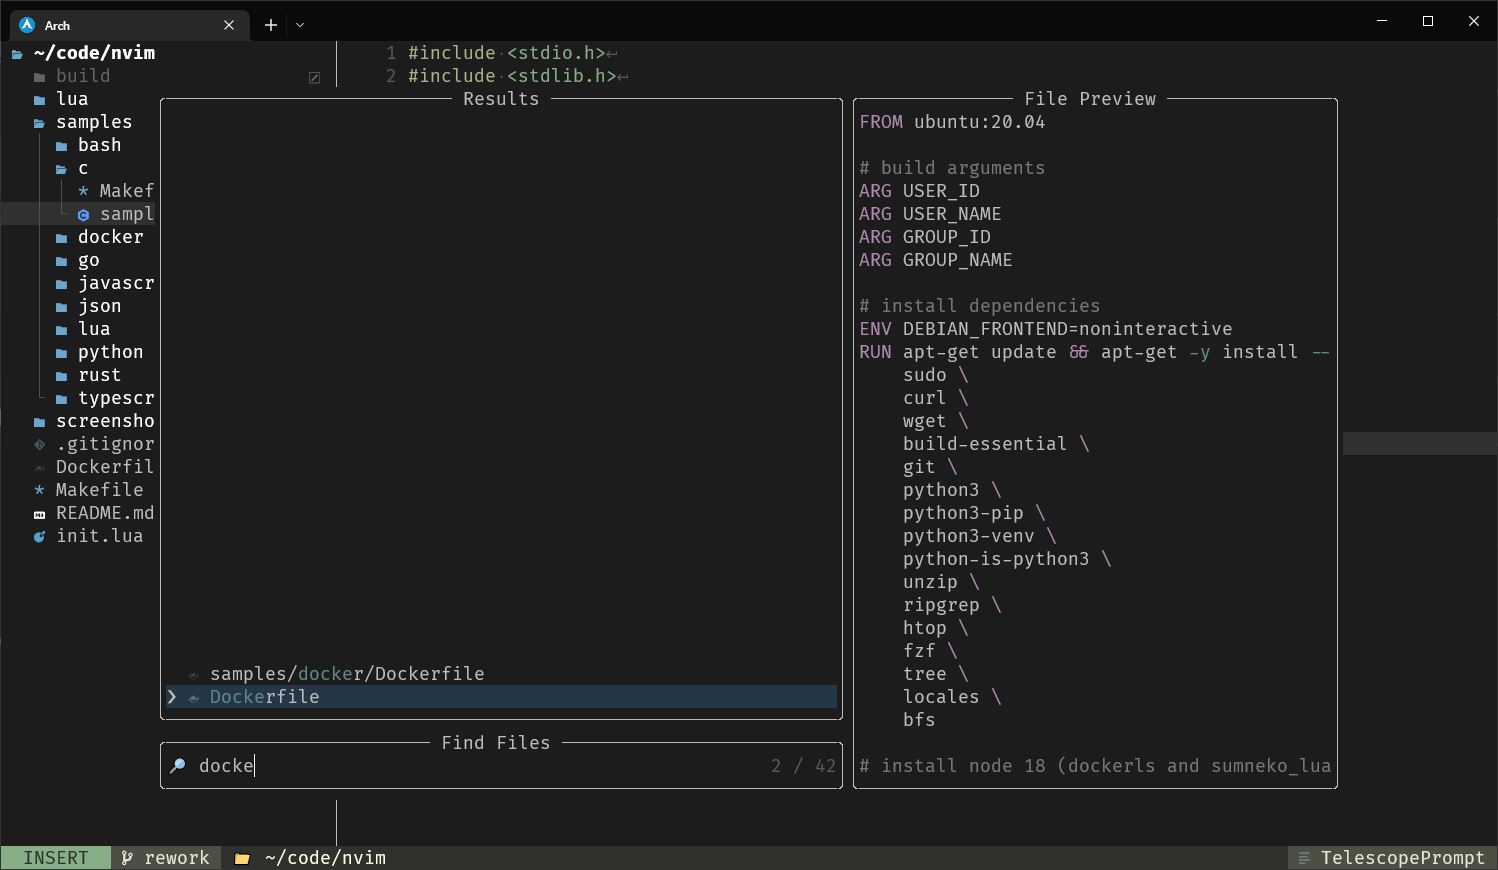 Arch
~/code/nvim
build
lua
samples
bash
c
Makef
sampl
docker
go
javascr
json
lua
python
rust
typescr
screensho
.gitignor
Dockerfil
Makefile
README.md
init.lua
1 #include <stdio.h>↵
2 #include <stdlib.h>↵
Results
samples/docker/Dockerfile
❯ Dockerfile
Find Files
docke 2 / 42
File Preview
FROM ubuntu:20.04
# build arguments
ARG USER_ID
ARG USER_NAME
ARG GROUP_ID
ARG GROUP_NAME
# install dependencies
ENV DEBIAN_FRONTEND=noninteractive
RUN apt-get update && apt-get -y install --
sudo \
curl \
wget \
build-essential \
git \
python3 \
python3-pip \
python3-venv \
python-is-python3 \
unzip \
ripgrep \
htop \
fzf \
tree \
locales \
bfs
# install node 18 (dockerls and sumneko_lua
INSERT rework ~/code/nvim TelescopePrompt